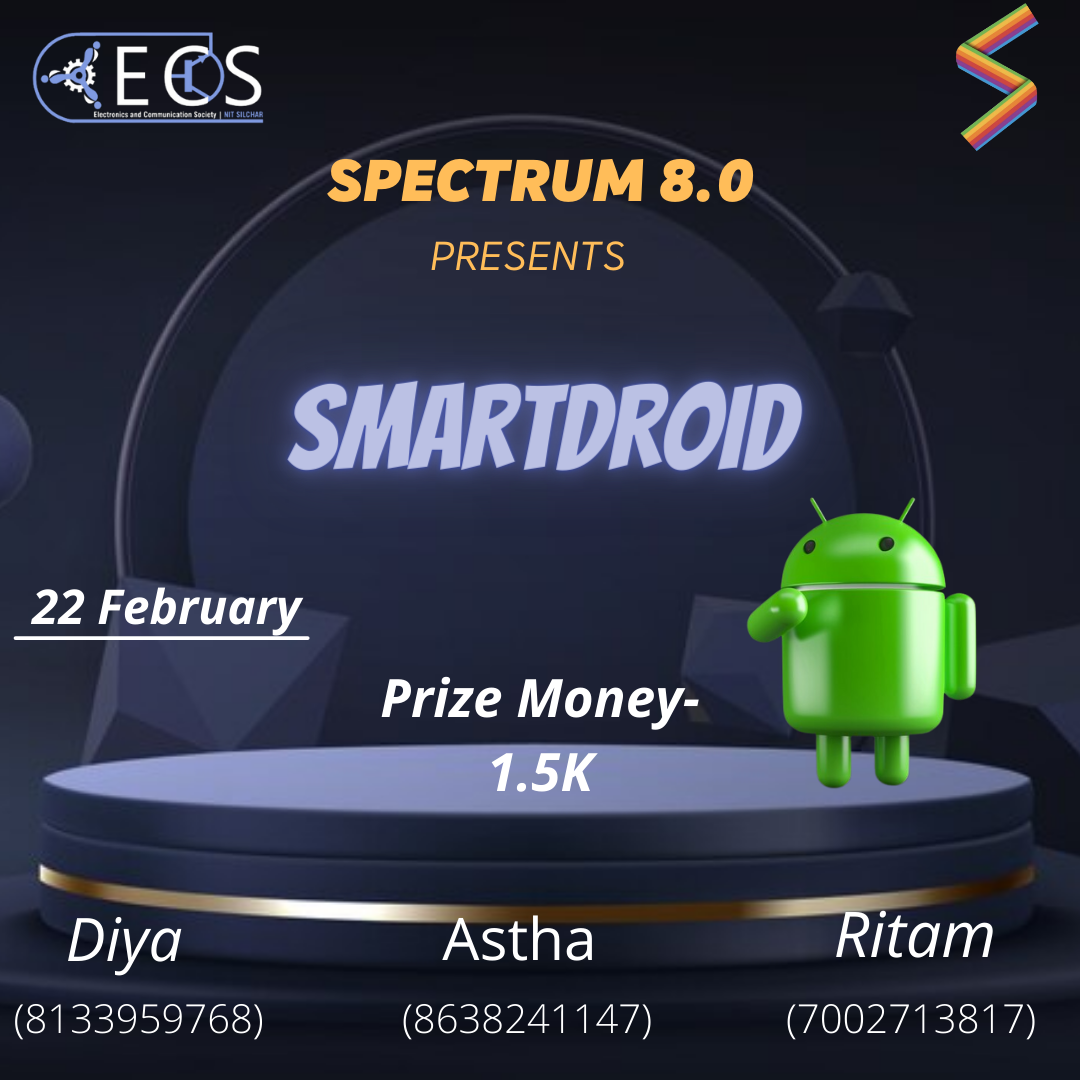 ECS
Electronics and Communication Society | NIT SILCHAR
SPECTRUM 8.0
PRESENTS
SMARTDROID
22 February
Prize Money-
1.5K
Diya Astha Ritam
(8133959768) (8638241147) (7002713817)